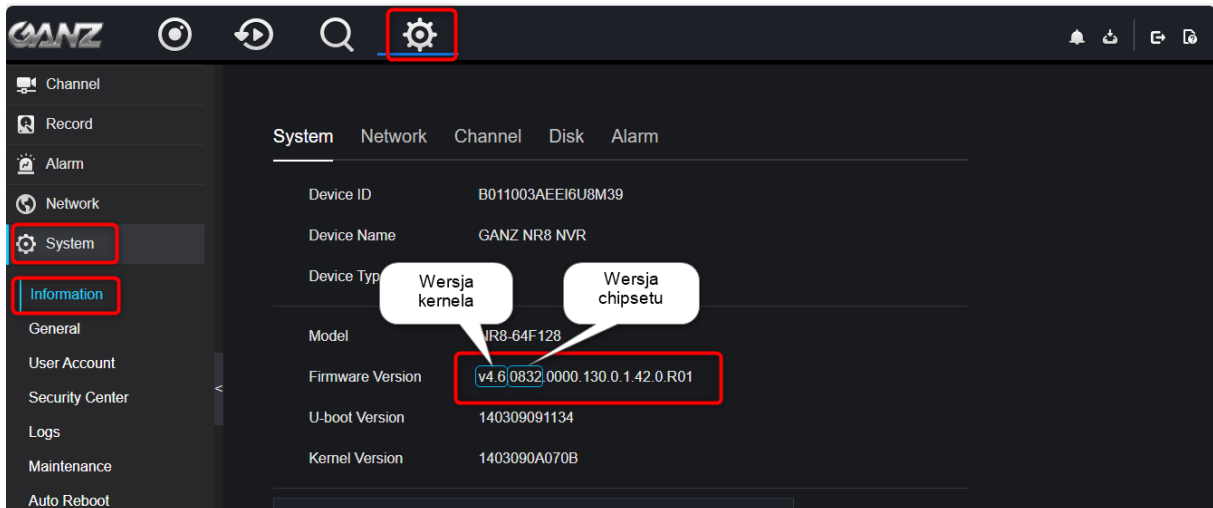 GANZ
Channel
Record
Alarm
Network
System
Information
General
User Account
Security Center
Logs
Maintenance
Auto Reboot
<
System Network Channel Disk Alarm
Device ID B011003AEEI6U8M39
Device Name GANZ NR8 NVR
Device Typ
Wersja
kernela
Wersja
chipsetu
Model NR8-64F128
Firmware Version v4.6.0832.0000.130.0.1.42.0.R01
U-boot Version 140309091134
Kernel Version 1403090A070B